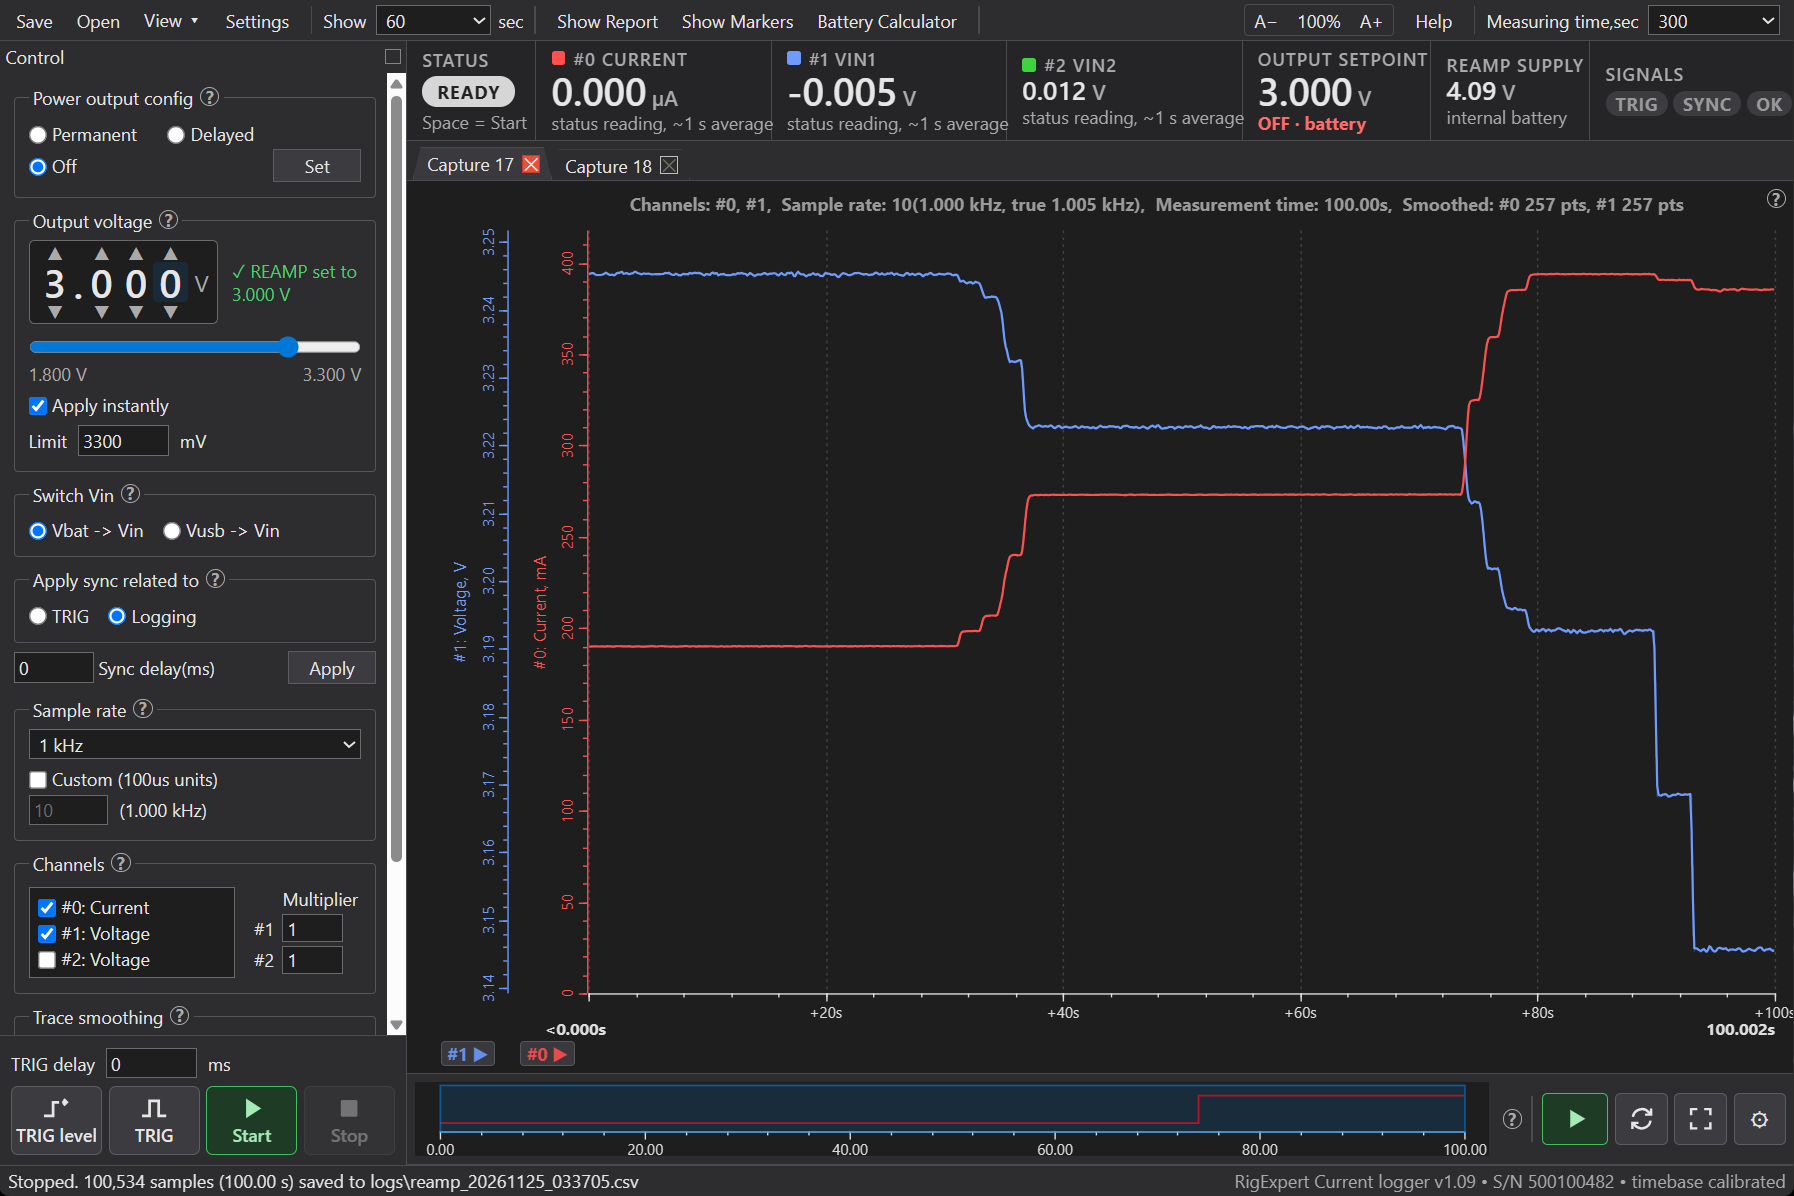 Save Open View ▼ Settings Show 60 sec Show Report Show Markers Battery Calculator A− 100% A+ Help Measuring time,sec 300
Control
Power output config ?
Permanent Delayed
Off Set
Output voltage ?
3.000 V
✓ REAMP set to
3.000 V
1.800 V 3.300 V
Apply instantly
Limit 3300 mV
Switch Vin ?
Vbat -> Vin Vusb -> Vin
Apply sync related to ?
TRIG Logging
0 Sync delay(ms) Apply
Sample rate ?
1 kHz
Custom (100us units)
10 (1.000 kHz)
Channels ?
Multiplier
#0: Current
#1: Voltage
#2: Voltage
#1 1
#2 1
Trace smoothing ?
TRIG delay 0 ms
TRIG level TRIG Start Stop
STATUS
READY
Space = Start
#0 CURRENT
0.000 µA
status reading, ~1 s average
#1 VIN1
-0.005 V
status reading, ~1 s average
#2 VIN2
0.012 V
status reading, ~1 s average
OUTPUT SETPOINT
3.000 V
OFF · battery
REAMP SUPPLY
4.09 V
internal battery
SIGNALS
TRIG SYNC OK
Capture 17 Capture 18
Channels: #0, #1, Sample rate: 10(1.000 kHz, true 1.005 kHz), Measurement time: 100.00s, Smoothed: #0 257 pts, #1 257 pts
?
#1: Voltage, V
3.25
3.24
3.23
3.22
3.21
3.20
3.19
3.18
3.17
3.16
3.15
3.14
#0: Current, mA
400
350
300
250
200
150
100
50
0
+20s +40s +60s +80s +100s
<0.000s 100.002s
#1 ▶ #0 ▶
0.00 20.00 40.00 60.00 80.00 100.00
?
Stopped. 100,534 samples (100.00 s) saved to logs\reamp_20261125_033705.csv
RigExpert Current logger v1.09 • S/N 500100482 • timebase calibrated